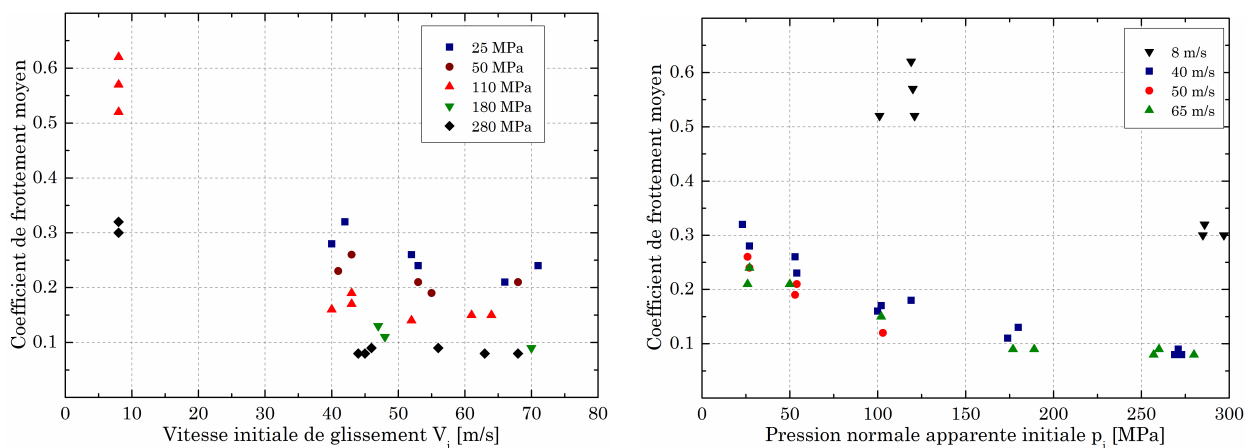 Coefficient de frottement moyen
0.6
0.5
0.4
0.3
0.2
0.1
0 10 20 30 40 50 60 70 80
Vitesse initiale de glissement V_i [m/s]
25 MPa
50 MPa
110 MPa
180 MPa
280 MPa
Coefficient de frottement moyen
0.6
0.5
0.4
0.3
0.2
0.1
0 50 100 150 200 250 300
Pression normale apparente initiale p_i [MPa]
8 m/s
40 m/s
50 m/s
65 m/s